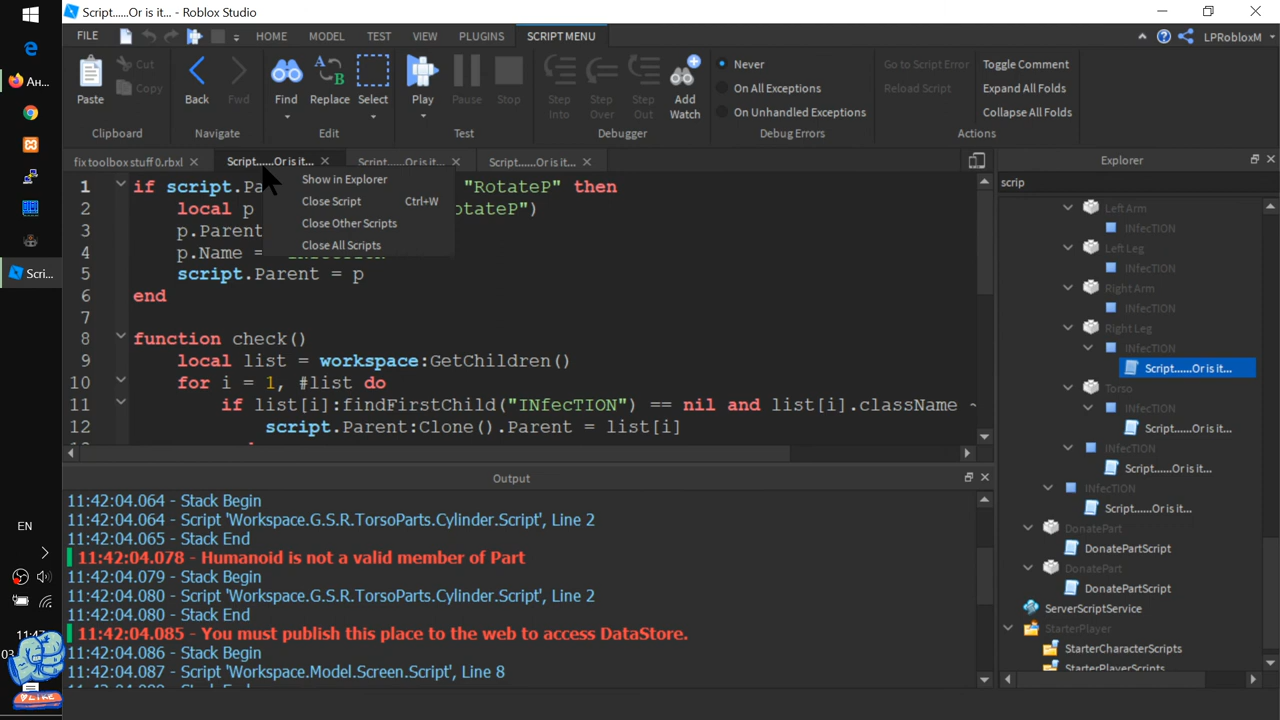 Script......Or is it... - Roblox Studio
FILE HOME MODEL TEST VIEW PLUGINS SCRIPT MENU LPRobloxM
Paste Cut Copy Back Fwd Find Replace Select Play Pause Stop Step Into Step Over Step Out Add Watch
Never
On All Exceptions
On Unhandled Exceptions
Go to Script Error
Reload Script
Toggle Comment
Expand All Folds
Collapse All Folds
Clipboard Navigate Edit Test Debugger Debug Errors Actions
fix toolbox stuff 0.rbxl Script......Or is it... Script......Or is it... Script......Or is it...
Show in Explorer
Close Script Ctrl+W
Close Other Scripts
Close All Scripts
1 if script.Pa "RotateP" then
2 local p otateP")
3 p.Parent
4 p.Name =
5 script.Parent = p
6 end
7
8 function check()
9 local list = workspace:GetChildren()
10 for i = 1, #list do
11 if list[i]:findFirstChild("INfecTION") == nil and list[i].className ~
12 script.Parent:Clone().Parent = list[i]
Output
11:42:04.064 - Stack Begin
11:42:04.064 - Script 'Workspace.G.S.R.TorsoParts.Cylinder.Script', Line 2
11:42:04.065 - Stack End
11:42:04.078 - Humanoid is not a valid member of Part
11:42:04.079 - Stack Begin
11:42:04.080 - Script 'Workspace.G.S.R.TorsoParts.Cylinder.Script', Line 2
11:42:04.080 - Stack End
11:42:04.085 - You must publish this place to the web to access DataStore.
11:42:04.086 - Stack Begin
11:42:04.087 - Script 'Workspace.Model.Screen.Script', Line 8
Explorer
scrip
Left Arm
INfecTION
Left Leg
INfecTION
Right Arm
INfecTION
Right Leg
INfecTION
Script......Or is it...
Torso
INfecTION
Script......Or is it...
INfecTION
Script......Or is it...
INfecTION
Script......Or is it...
DonatePart
DonatePartScript
DonatePart
DonatePartScript
ServerScriptService
StarterPlayer
StarterCharacterScripts
StarterPlayerScripts
Ан...
Scri...
EN
LIKE